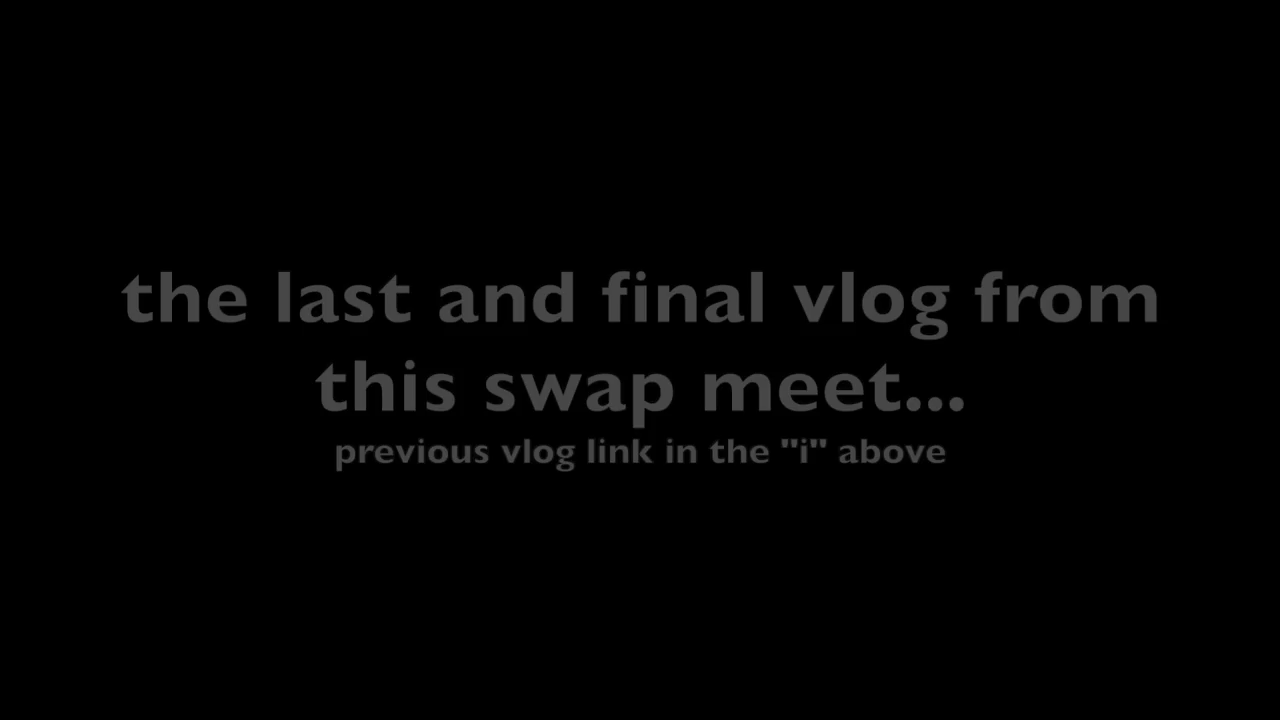 the last and final vlog from
this swap meet...
previous vlog link in the "i" above